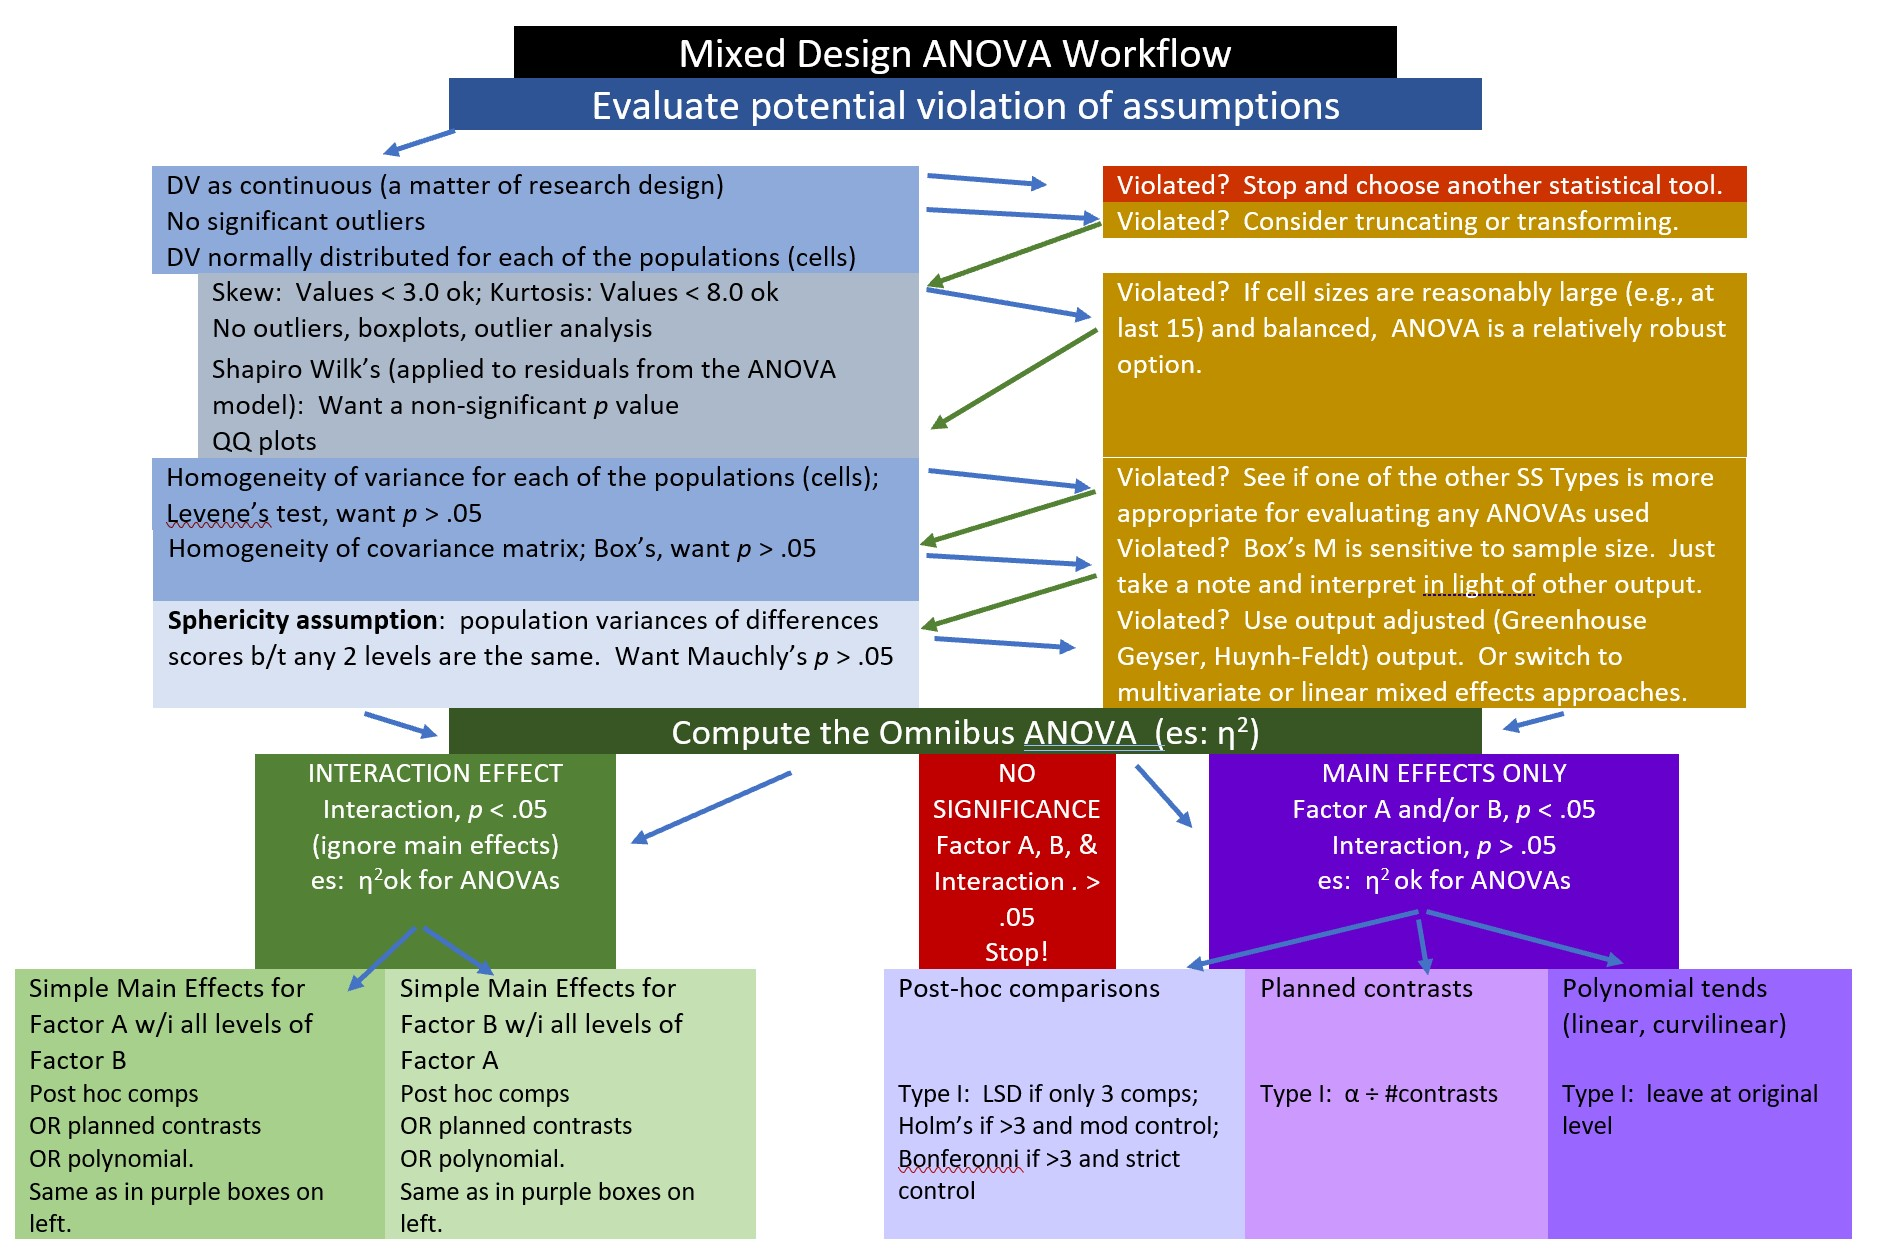 Mixed Design ANOVA Workflow
Evaluate potential violation of assumptions
DV as continuous (a matter of research design)
No significant outliers
DV normally distributed for each of the populations (cells)
Skew:  Values < 3.0 ok; Kurtosis: Values < 8.0 ok
No outliers, boxplots, outlier analysis
Shapiro Wilk’s (applied to residuals from the ANOVA
model):  Want a non-significant p value
QQ plots
Homogeneity of variance for each of the populations (cells);
Levene’s test, want p > .05
Homogeneity of covariance matrix; Box’s, want p > .05
Sphericity assumption:  population variances of differences
scores b/t any 2 levels are the same.  Want Mauchly’s p > .05
Violated?  Stop and choose another statistical tool.
Violated?  Consider truncating or transforming.
Violated?  If cell sizes are reasonably large (e.g., at
last 15) and balanced,  ANOVA is a relatively robust
option.
Violated?  See if one of the other SS Types is more
appropriate for evaluating any ANOVAs used
Violated?  Box’s M is sensitive to sample size.  Just
take a note and interpret in light of other output.
Violated?  Use output adjusted (Greenhouse
Geyser, Huynh-Feldt) output.  Or switch to
multivariate or linear mixed effects approaches.
Compute the Omnibus ANOVA  (es: η²)
INTERACTION EFFECT
Interaction, p < .05
(ignore main effects)
es:  η²ok for ANOVAs
NO
SIGNIFICANCE
Factor A, B, &
Interaction . >
.05
Stop!
MAIN EFFECTS ONLY
Factor A and/or B, p < .05
Interaction, p > .05
es:  η² ok for ANOVAs
Simple Main Effects for
Factor A w/i all levels of
Factor B
Post hoc comps
OR planned contrasts
OR polynomial.
Same as in purple boxes on
left.
Simple Main Effects for
Factor B w/i all levels of
Factor A
Post hoc comps
OR planned contrasts
OR polynomial.
Same as in purple boxes on
left.
Post-hoc comparisons
Type I:  LSD if only 3 comps;
Holm’s if >3 and mod control;
Bonferonni if >3 and strict
control
Planned contrasts
Type I:  α ÷ #contrasts
Polynomial tends
(linear, curvilinear)
Type I:  leave at original
level